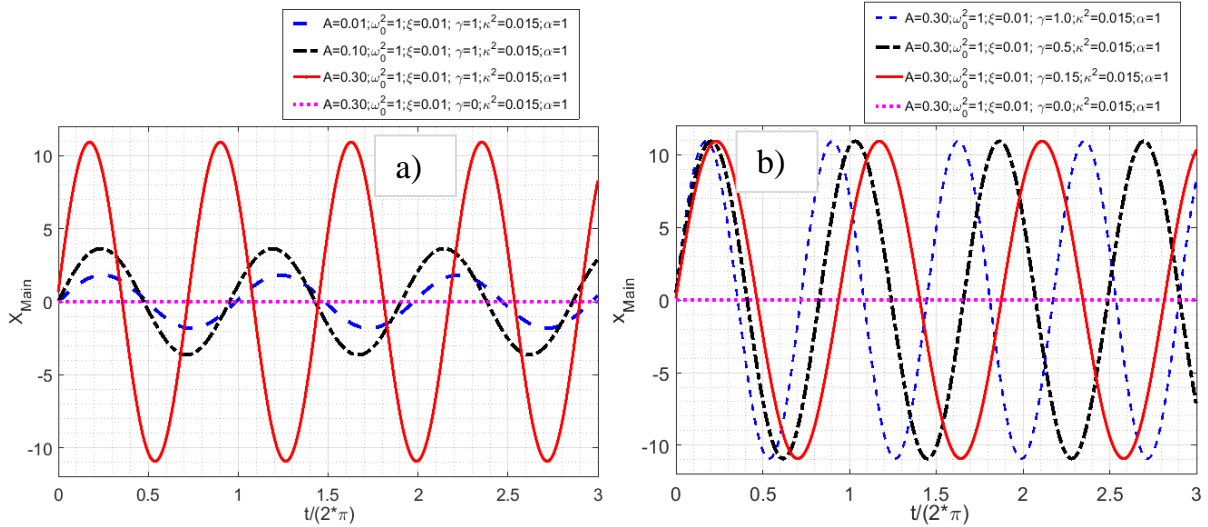 A=0.01;ω₀²=1;ξ=0.01; γ=1;κ²=0.015;α=1
A=0.10;ω₀²=1;ξ=0.01 γ=1;κ²=0.015;α=1
A=0.30;ω₀²=1;ξ=0.01 γ=1;κ²=0.015;α=1
A=0.30;ω₀²=1;ξ=0.01 γ=0;κ²=0.015;α=1
a)
10
5
0
-5
-10
X_Main
0
0.5
1
1.5
2
2.5
3
t/(2*π)
A=0.30;ω₀²=1;ξ=0.01 γ=1.0;κ²=0.015;α=1
A=0.30;ω₀²=1;ξ=0.01 γ=0.5;κ²=0.015;α=1
A=0.30;ω₀²=1;ξ=0.01 γ=0.15;κ²=0.015;α=1
A=0.30;ω₀²=1;ξ=0.01 γ=0.0;κ²=0.015;α=1
b)
10
5
0
-5
-10
X_Main
0
0.5
1
1.5
2
2.5
3
t/(2*π)